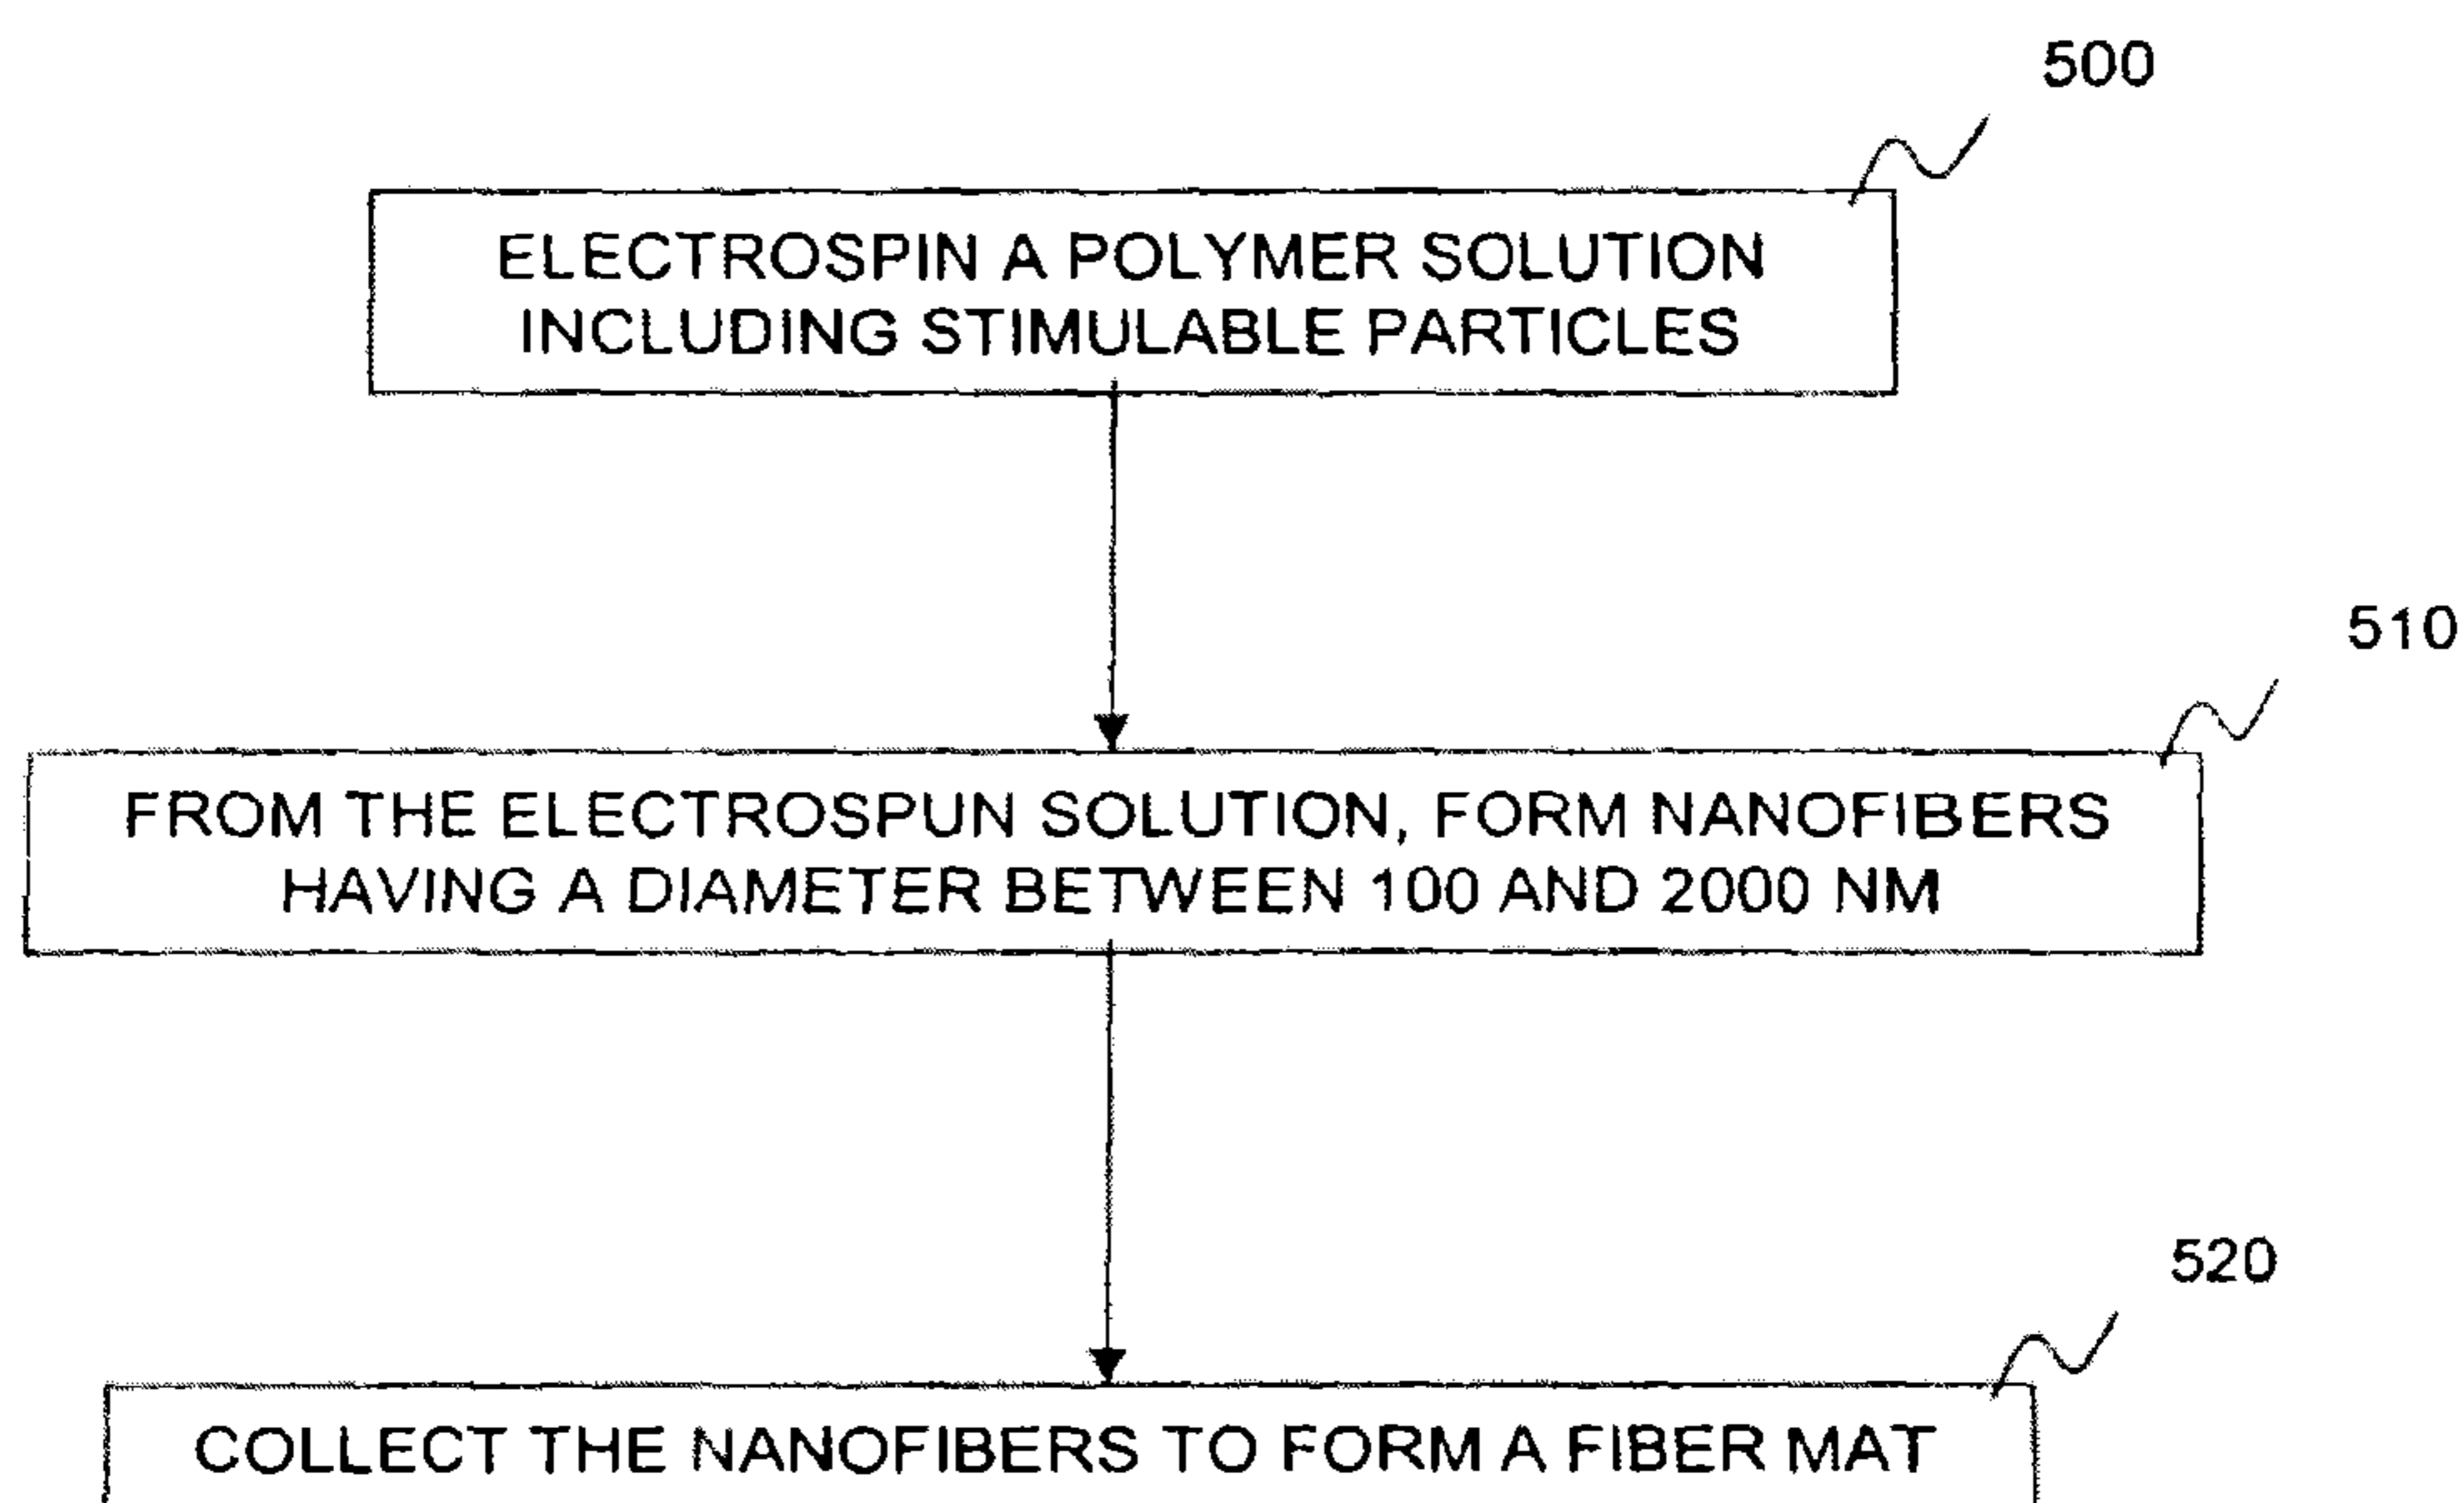 500
ELECTROSPIN A POLYMER SOLUTION
INCLUDING STIMULABLE PARTICLES
510
FROM THE ELECTROSPUN SOLUTION, FORM NANOFIBERS
HAVING A DIAMETER BETWEEN 100 AND 2000 NM
520
COLLECT THE NANOFIBERS TO FORM A FIBER MAT